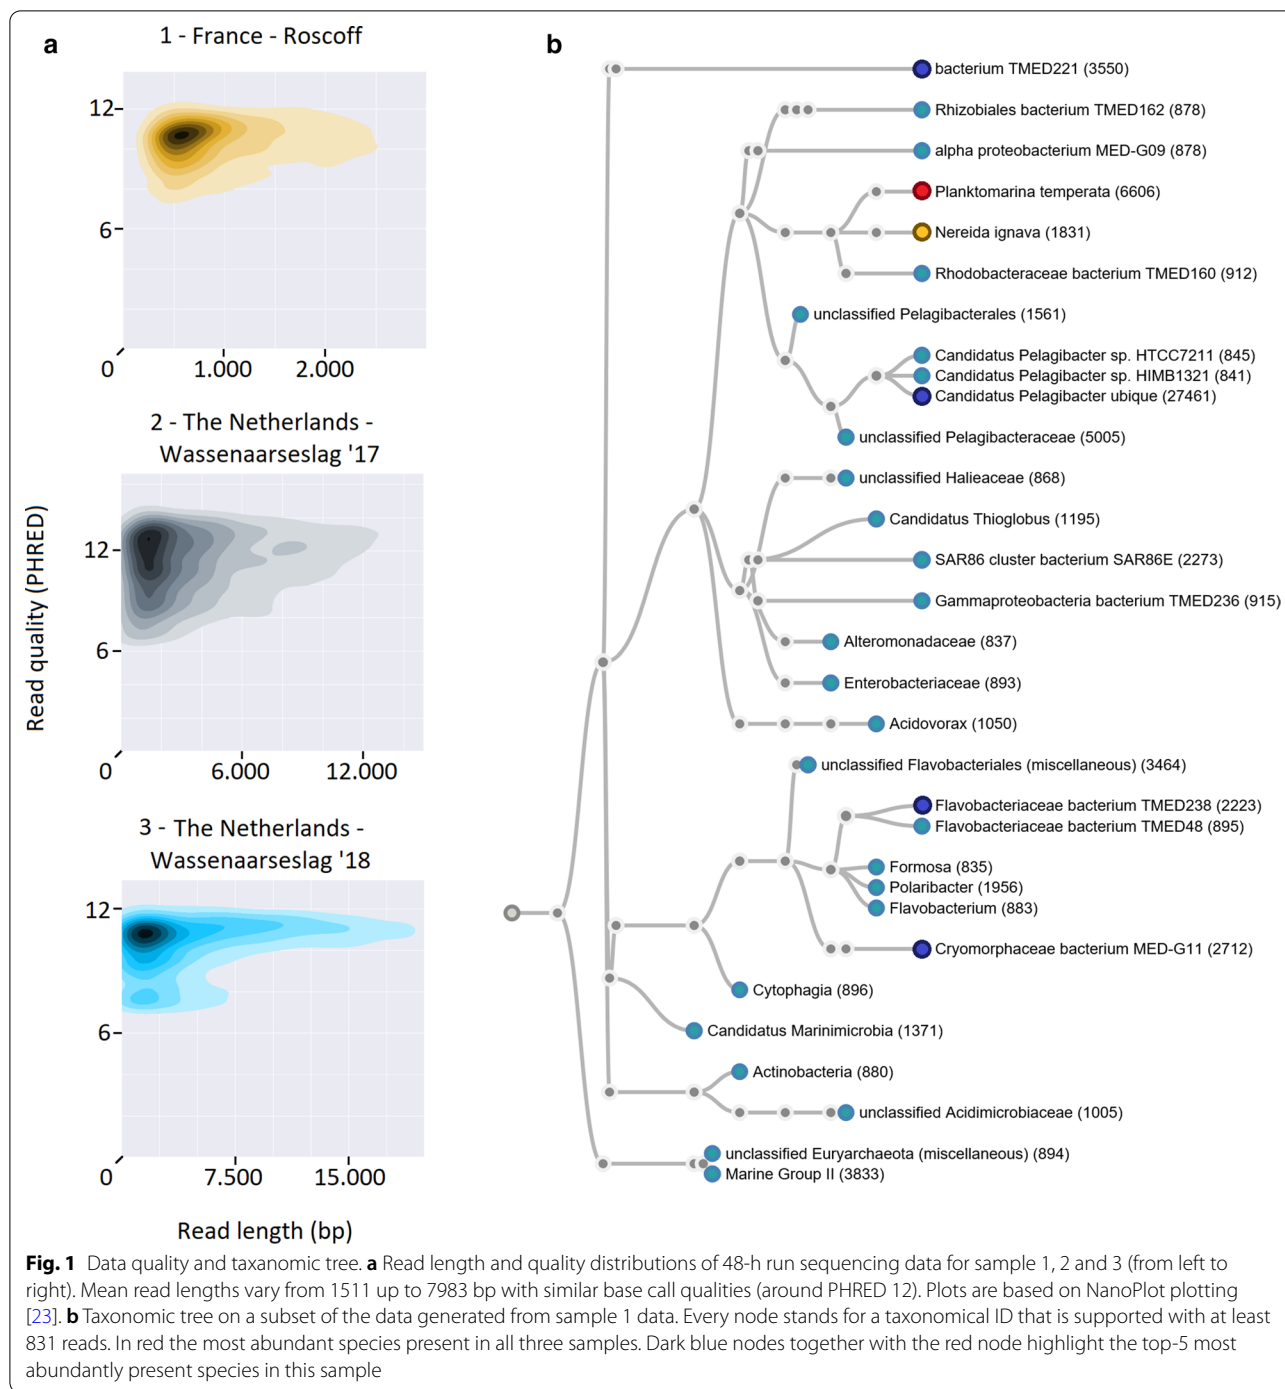 a
1 - France - Roscoff
12
6
0
1.000
2.000
2 - The Netherlands -
Wassenaarseslag '17
12
6
0
6.000
12.000
3 - The Netherlands -
Wassenaarseslag '18
12
6
0
7.500
15.000
Read quality (PHRED)
Read length (bp)
b
bacterium TMED221 (3550)
Rhizobiales bacterium TMED162 (878)
alpha proteobacterium MED-G09 (878)
Planktomarina temperata (6606)
Nereida ignava (1831)
Rhodobacteraceae bacterium TMED160 (912)
unclassified Pelagibacterales (1561)
Candidatus Pelagibacter sp. HTCC7211 (845)
Candidatus Pelagibacter sp. HIMB1321 (841)
Candidatus Pelagibacter ubique (27461)
unclassified Pelagibacteraceae (5005)
unclassified Halieaceae (868)
Candidatus Thioglobus (1195)
SAR86 cluster bacterium SAR86E (2273)
Gammaproteobacteria bacterium TMED236 (915)
Alteromonadaceae (837)
Enterobacteriaceae (893)
Acidovorax (1050)
unclassified Flavobacteriales (miscellaneous) (3464)
Flavobacteriaceae bacterium TMED238 (2223)
Flavobacteriaceae bacterium TMED48 (895)
Formosa (835)
Polaribacter (1956)
Flavobacterium (883)
Cryomorphaceae bacterium MED-G11 (2712)
Cytophagia (896)
Candidatus Marinimicrobia (1371)
Actinobacteria (880)
unclassified Acidimicrobiaceae (1005)
unclassified Euryarchaeota (miscellaneous) (894)
Marine Group II (3833)
Fig. 1 Data quality and taxanomic tree. a Read length and quality distributions of 48-h run sequencing data for sample 1, 2 and 3 (from left to
right). Mean read lengths vary from 1511 up to 7983 bp with similar base call qualities (around PHRED 12). Plots are based on NanoPlot plotting
[23]. b Taxonomic tree on a subset of the data generated from sample 1 data. Every node stands for a taxonomical ID that is supported with at least
831 reads. In red the most abundant species present in all three samples. Dark blue nodes together with the red node highlight the top-5 most
abundantly present species in this sample